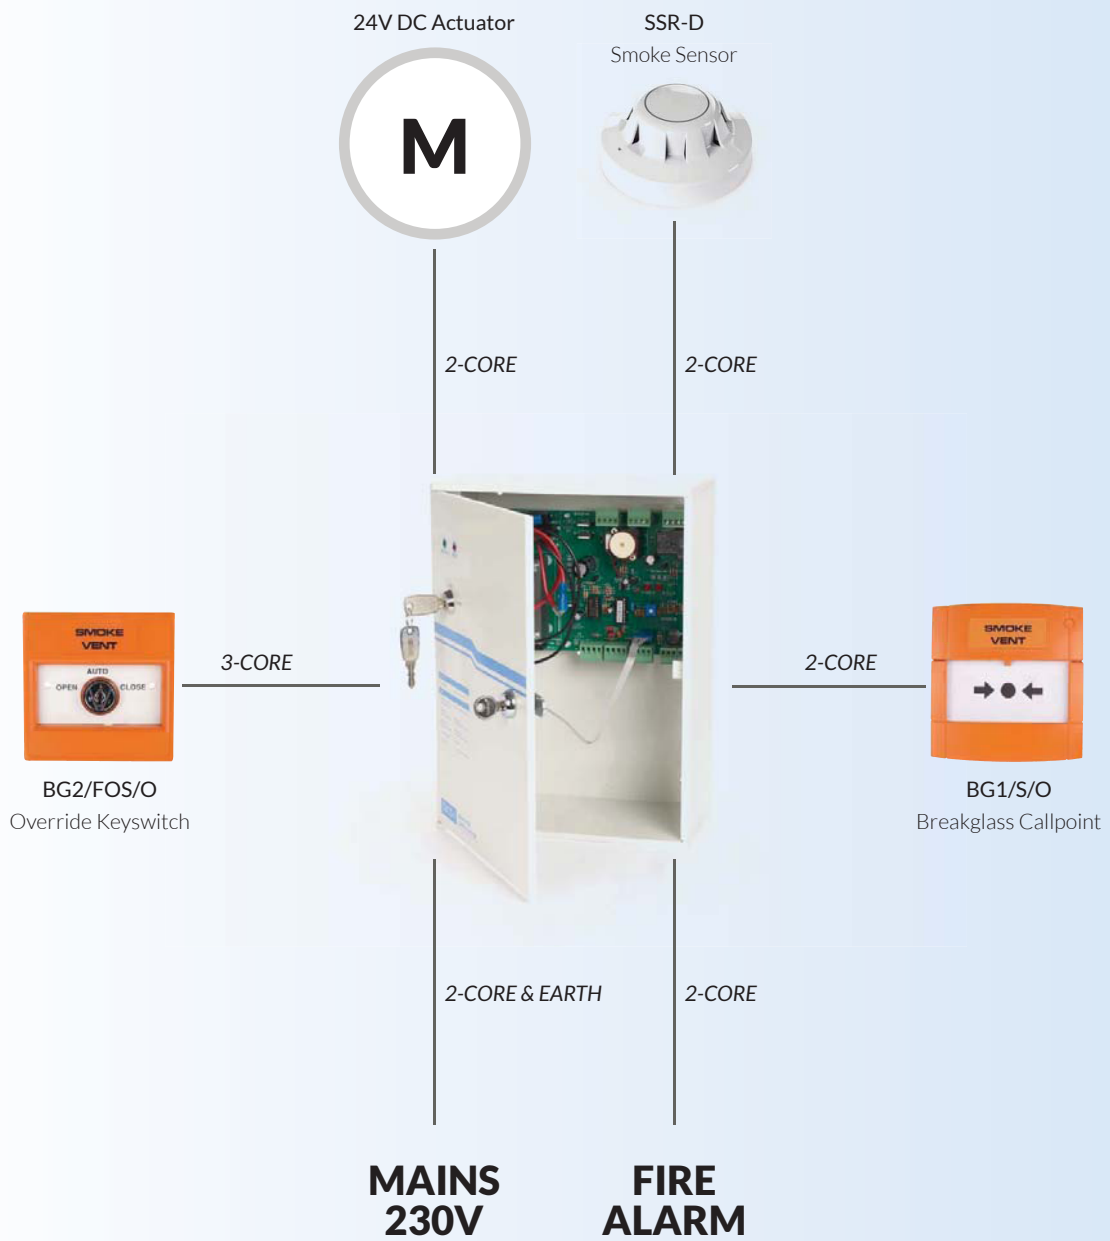 24V DC Actuator
SSR-D
Smoke Sensor
M
2-CORE
2-CORE
SMOKE
VENT
AUTO
OPEN
CLOSE
3-CORE
2-CORE
SMOKE
VENT
BG2/FOS/O
Override Keyswitch
BG1/S/O
Breakglass Callpoint
2-CORE & EARTH
2-CORE
MAINS
230V
FIRE
ALARM